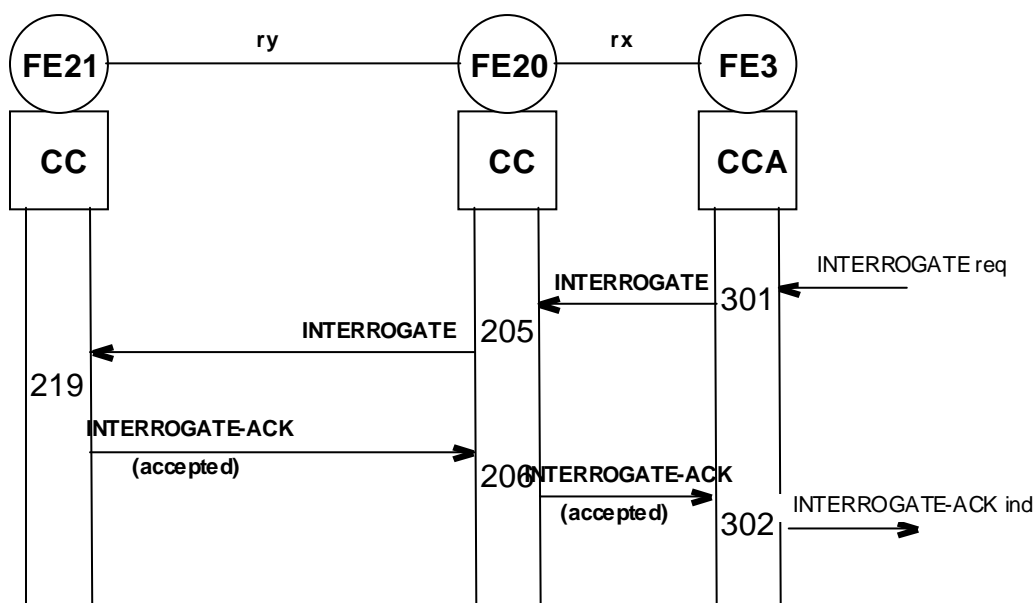 ry
rx
FE21
FE20
FE3
CC
CC
CCA
INTERROGATE req
INTERROGATE
301
INTERROGATE
205
219
INTERROGATE-ACK
(accepted)
206
INTERROGATE-ACK
(accepted)
INTERROGATE-ACK ind
302